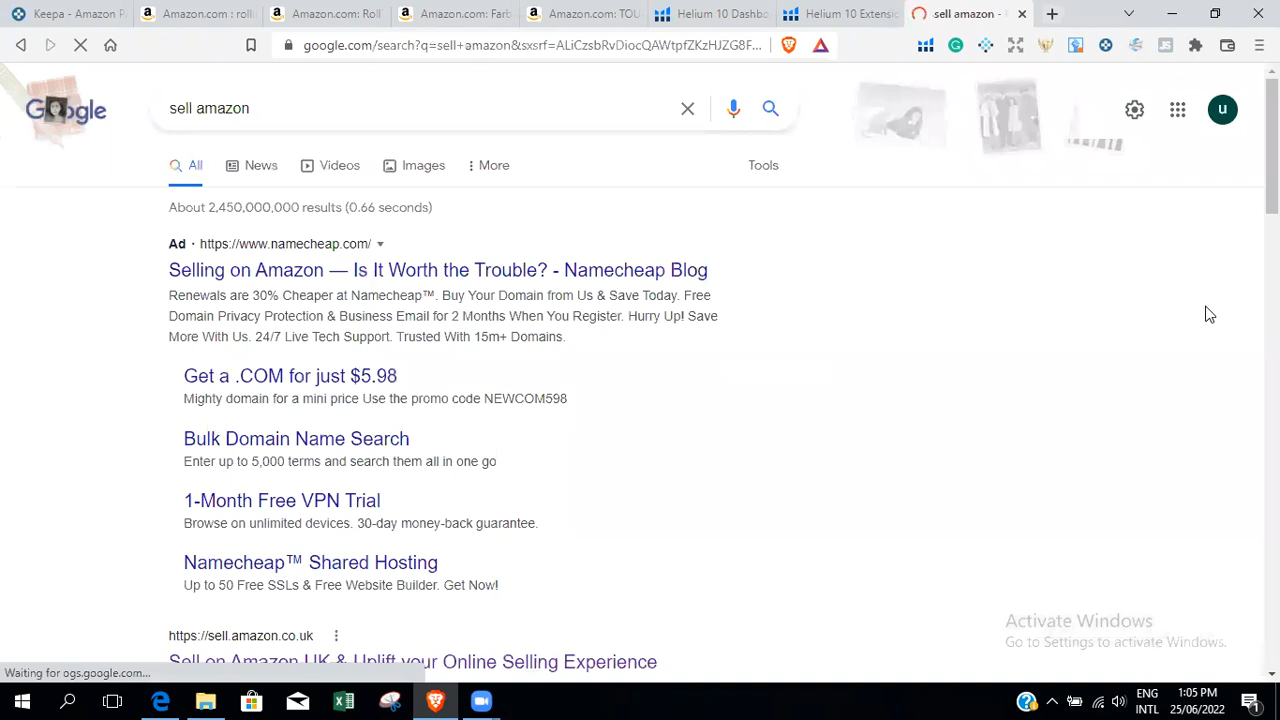 Keepa - Amazon P
Amazon.com : rolli
Amazon.com: Roll
Amazon.com: Farb
Amazon.com: TOU
Helium 10 Dashbo
Helium 10 Extensio
sell amazon -
google.com/search?q=sell+amazon&sxsrf=ALiCzsbRvDiocQAWtpfZKzHJZG8F...
Google
sell amazon
u
All
News
Videos
Images
More
Tools
About 2,450,000,000 results (0.66 seconds)
Ad · https://www.namecheap.com/
Selling on Amazon — Is It Worth the Trouble? - Namecheap Blog
Renewals are 30% Cheaper at Namecheap™. Buy Your Domain from Us & Save Today. Free
Domain Privacy Protection & Business Email for 2 Months When You Register. Hurry Up! Save
More With Us. 24/7 Live Tech Support. Trusted With 15m+ Domains.
Get a .COM for just $5.98
Mighty domain for a mini price Use the promo code NEWCOM598
Bulk Domain Name Search
Enter up to 5,000 terms and search them all in one go
1-Month Free VPN Trial
Browse on unlimited devices. 30-day money-back guarantee.
Namecheap™ Shared Hosting
Up to 50 Free SSLs & Free Website Builder. Get Now!
https://sell.amazon.co.uk
Sell on Amazon UK & Uplift your Online Selling Experience
Activate Windows
Go to Settings to activate Windows.
Waiting for ogs.google.com...
ENG
INTL
1:05 PM
25/06/2022
1